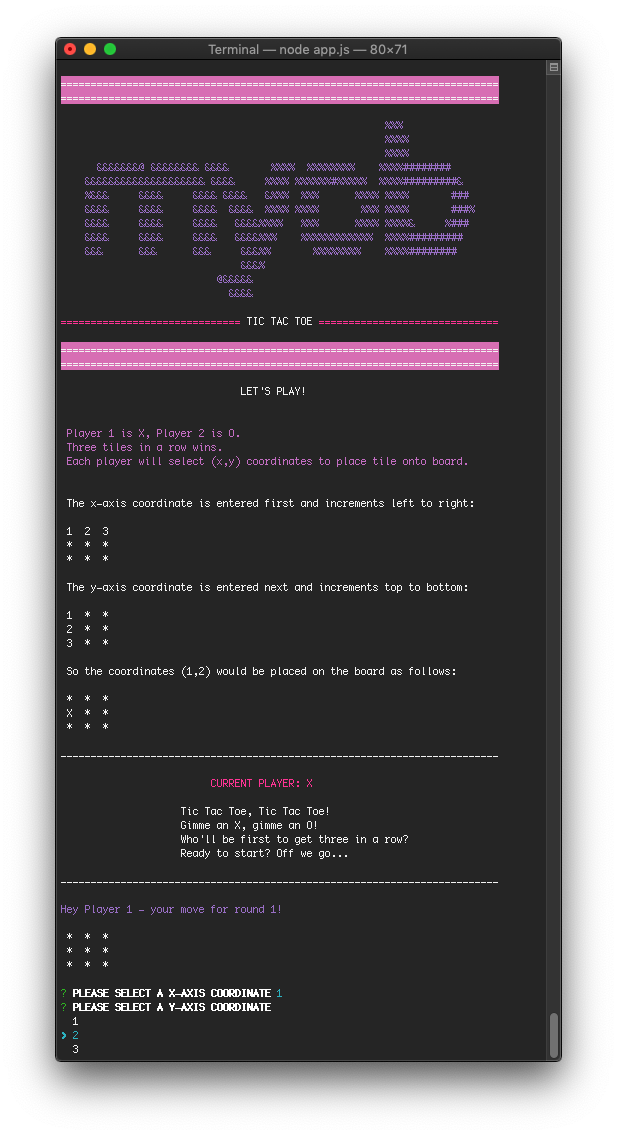 Terminal — node app.js — 80×71
myob
============================== TIC TAC TOE ==============================
LET'S PLAY!
Player 1 is X, Player 2 is O.
Three tiles in a row wins.
Each player will select (x,y) coordinates to place tile onto board.
The x-axis coordinate is entered first and increments left to right:
1 2 3
* * *
* * *
The y-axis coordinate is entered next and increments top to bottom:
1 * *
2 * *
3 * *
So the coordinates (1,2) would be placed on the board as follows:
* * *
X * *
* * *
CURRENT PLAYER: X
Tic Tac Toe, Tic Tac Toe!
Gimme an X, gimme an O!
Who'll be first to get three in a row?
Ready to start? Off we go...
Hey Player 1 - your move for round 1!
* * *
* * *
* * *
? PLEASE SELECT A X-AXIS COORDINATE 1
? PLEASE SELECT A Y-AXIS COORDINATE
1
❯ 2
3